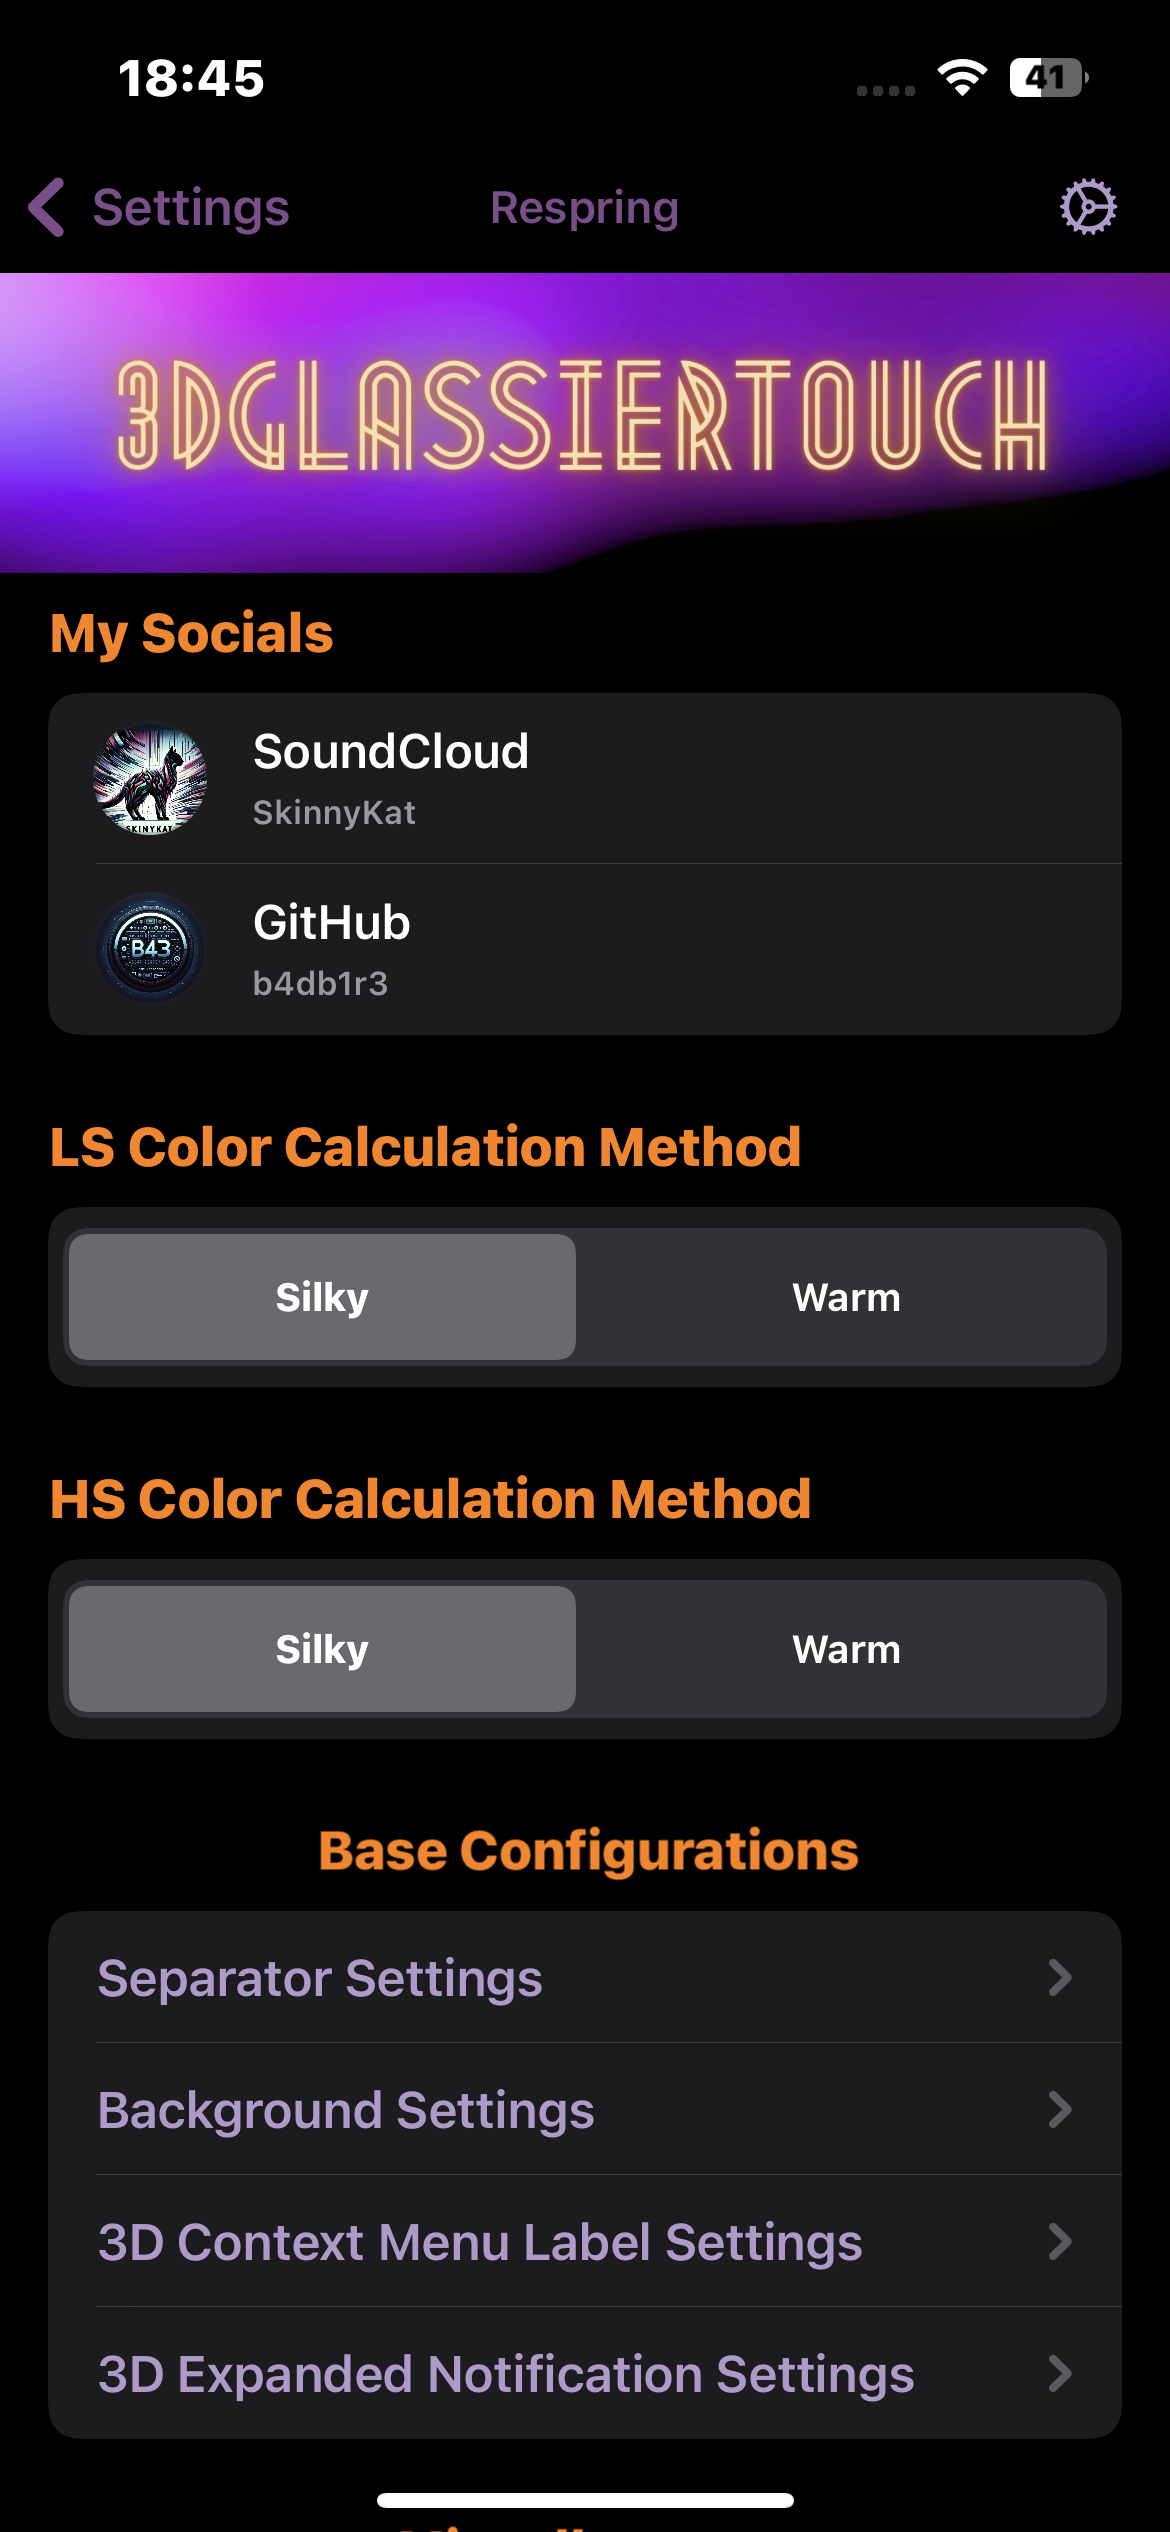 18:45
41
Settings
Respring
3DGLASSIERTOUCH
My Socials
SoundCloud
SkinnyKat
SKINYKAT
GitHub
b4db1r3
B43
LS Color Calculation Method
Silky Warm
HS Color Calculation Method
Silky Warm
Base Configurations
Separator Settings
Background Settings
3D Context Menu Label Settings
3D Expanded Notification Settings